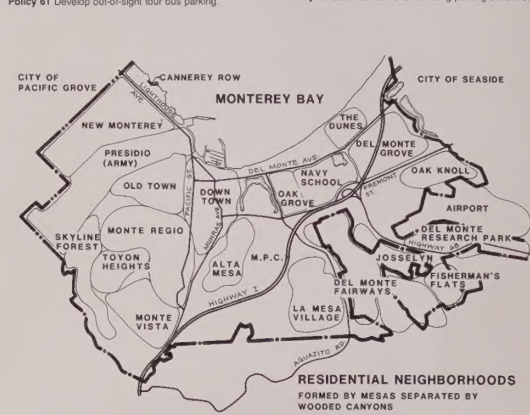 Policy 61 Develop out-of-sight tour bus parking.
CITY OF
PACIFIC GROVE
CANNEREY ROW
CITY OF SEASIDE
MONTEREY BAY
LIGHTHOUSE
AVE
NEW MONTEREY
THE
DUNES
DEL MONTE
GROVE
PRESIDIO
(ARMY)
DEL MONTE AVE
NAVY
SCHOOL
OAK KNOLL
OLD TOWN
PACIFIC ST.
DOWN
TOWN
OAK
GROVE
FREMONT
ST.
AIRPORT
MUNRAS AVE
SKYLINE
FOREST
MONTE REGIO
DEL MONTE
RESEARCH PARK
HIGHWAY 68
TOYON
HEIGHTS
ALTA
MESA
M.P.C.
JOSSELYN
DEL MONTE
FAIRWAYS
FISHERMAN'S
FLATS
HIGHWAY 1
MONTE
VISTA
LA MESA
VILLAGE
AGUAJITO RD.
RESIDENTIAL NEIGHBORHOODS
FORMED BY MESAS SEPARATED BY
WOODED CANYONS